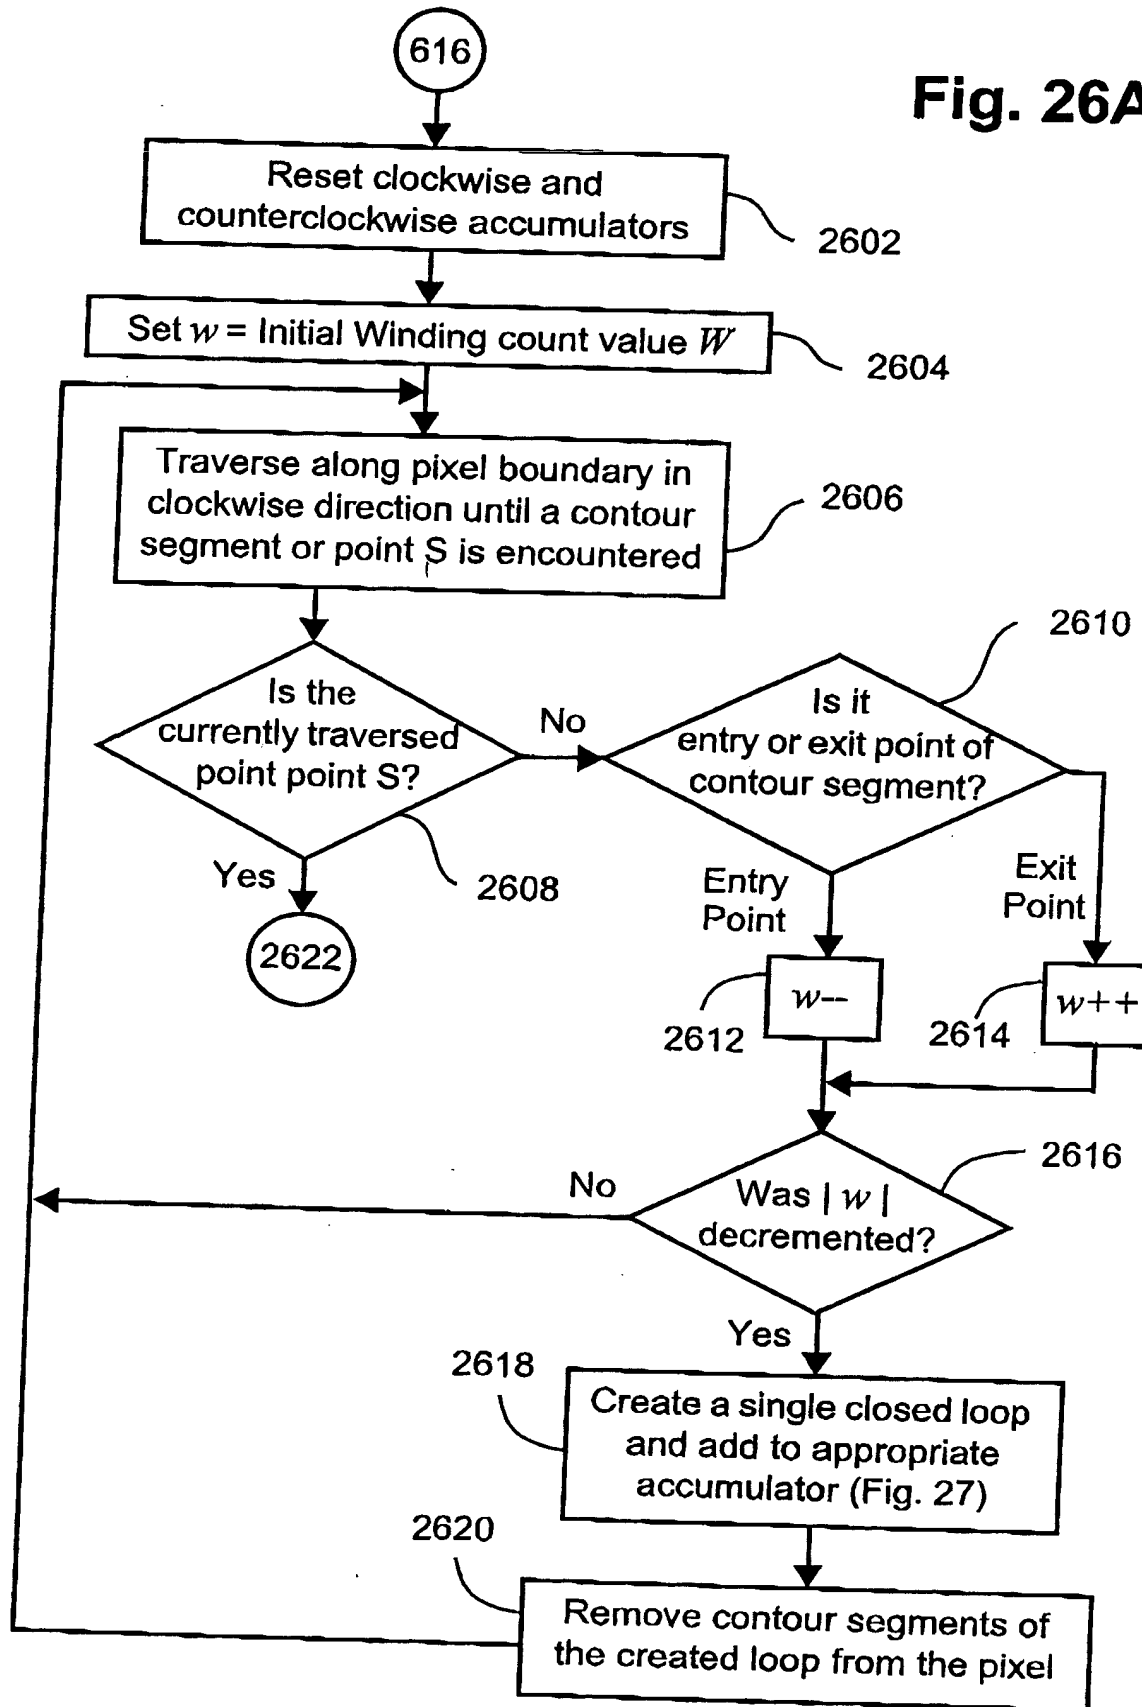 616
Fig. 26A
Reset clockwise and
counterclockwise accumulators
2602
Set w = Initial Winding count value W
2604
Traverse along pixel boundary in
clockwise direction until a contour
segment or point S is encountered
2606
2610
Is the
currently traversed
point point S?
No
Is it
entry or exit point of
contour segment?
Yes
2608
Entry
Point
Exit
Point
2622
w--
2612
w++
2614
2616
No
Was | w |
decremented?
Yes
2618
Create a single closed loop
and add to appropriate
accumulator (Fig. 27)
2620
Remove contour segments of
the created loop from the pixel